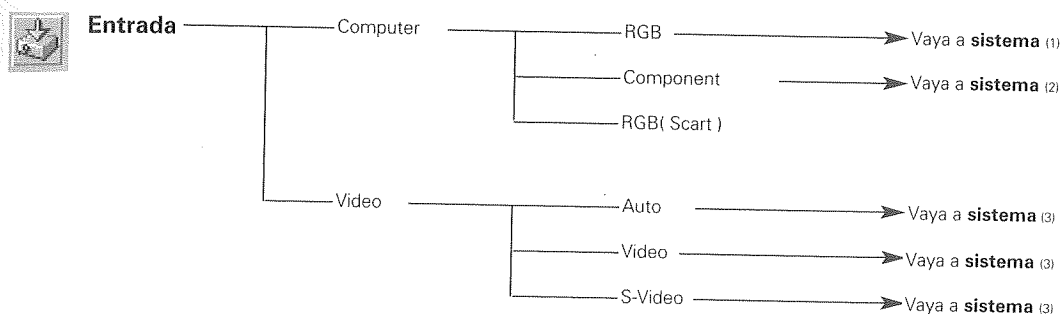 Entrada
Computer
RGB
Vaya a sistema (1)
Component
Vaya a sistema (2)
RGB( Scart )
Video
Auto
Vaya a sistema (3)
Video
Vaya a sistema (3)
S-Video
Vaya a sistema (3)